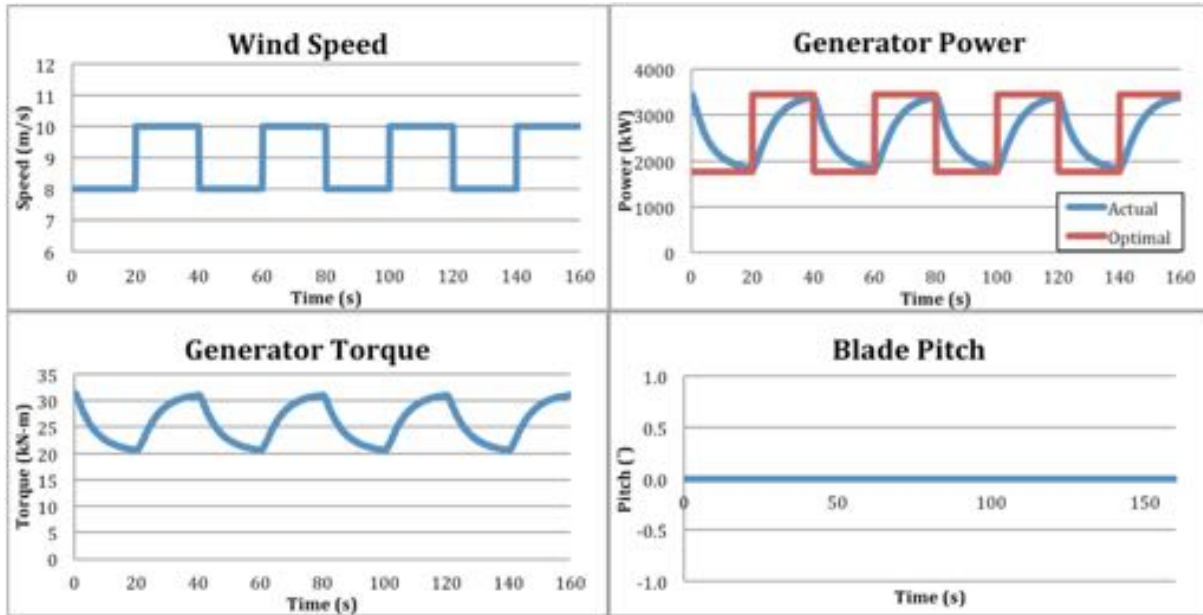 Wind Speed
Speed (m/s)
12
11
10
9
8
7
6
0 20 40 60 80 100 120 140 160
Time (s)
Generator Power
Power (kW)
4000
3000
2000
1000
0
Actual
Optimal
0 20 40 60 80 100 120 140 160
Time (s)
Generator Torque
Torque (kN-m)
35
30
25
20
15
10
5
0
0 20 40 60 80 100 120 140 160
Time (s)
Blade Pitch
Pitch (°)
1.0
0.5
0.0
-0.5
-1.0
0 50 100 150
Time (s)